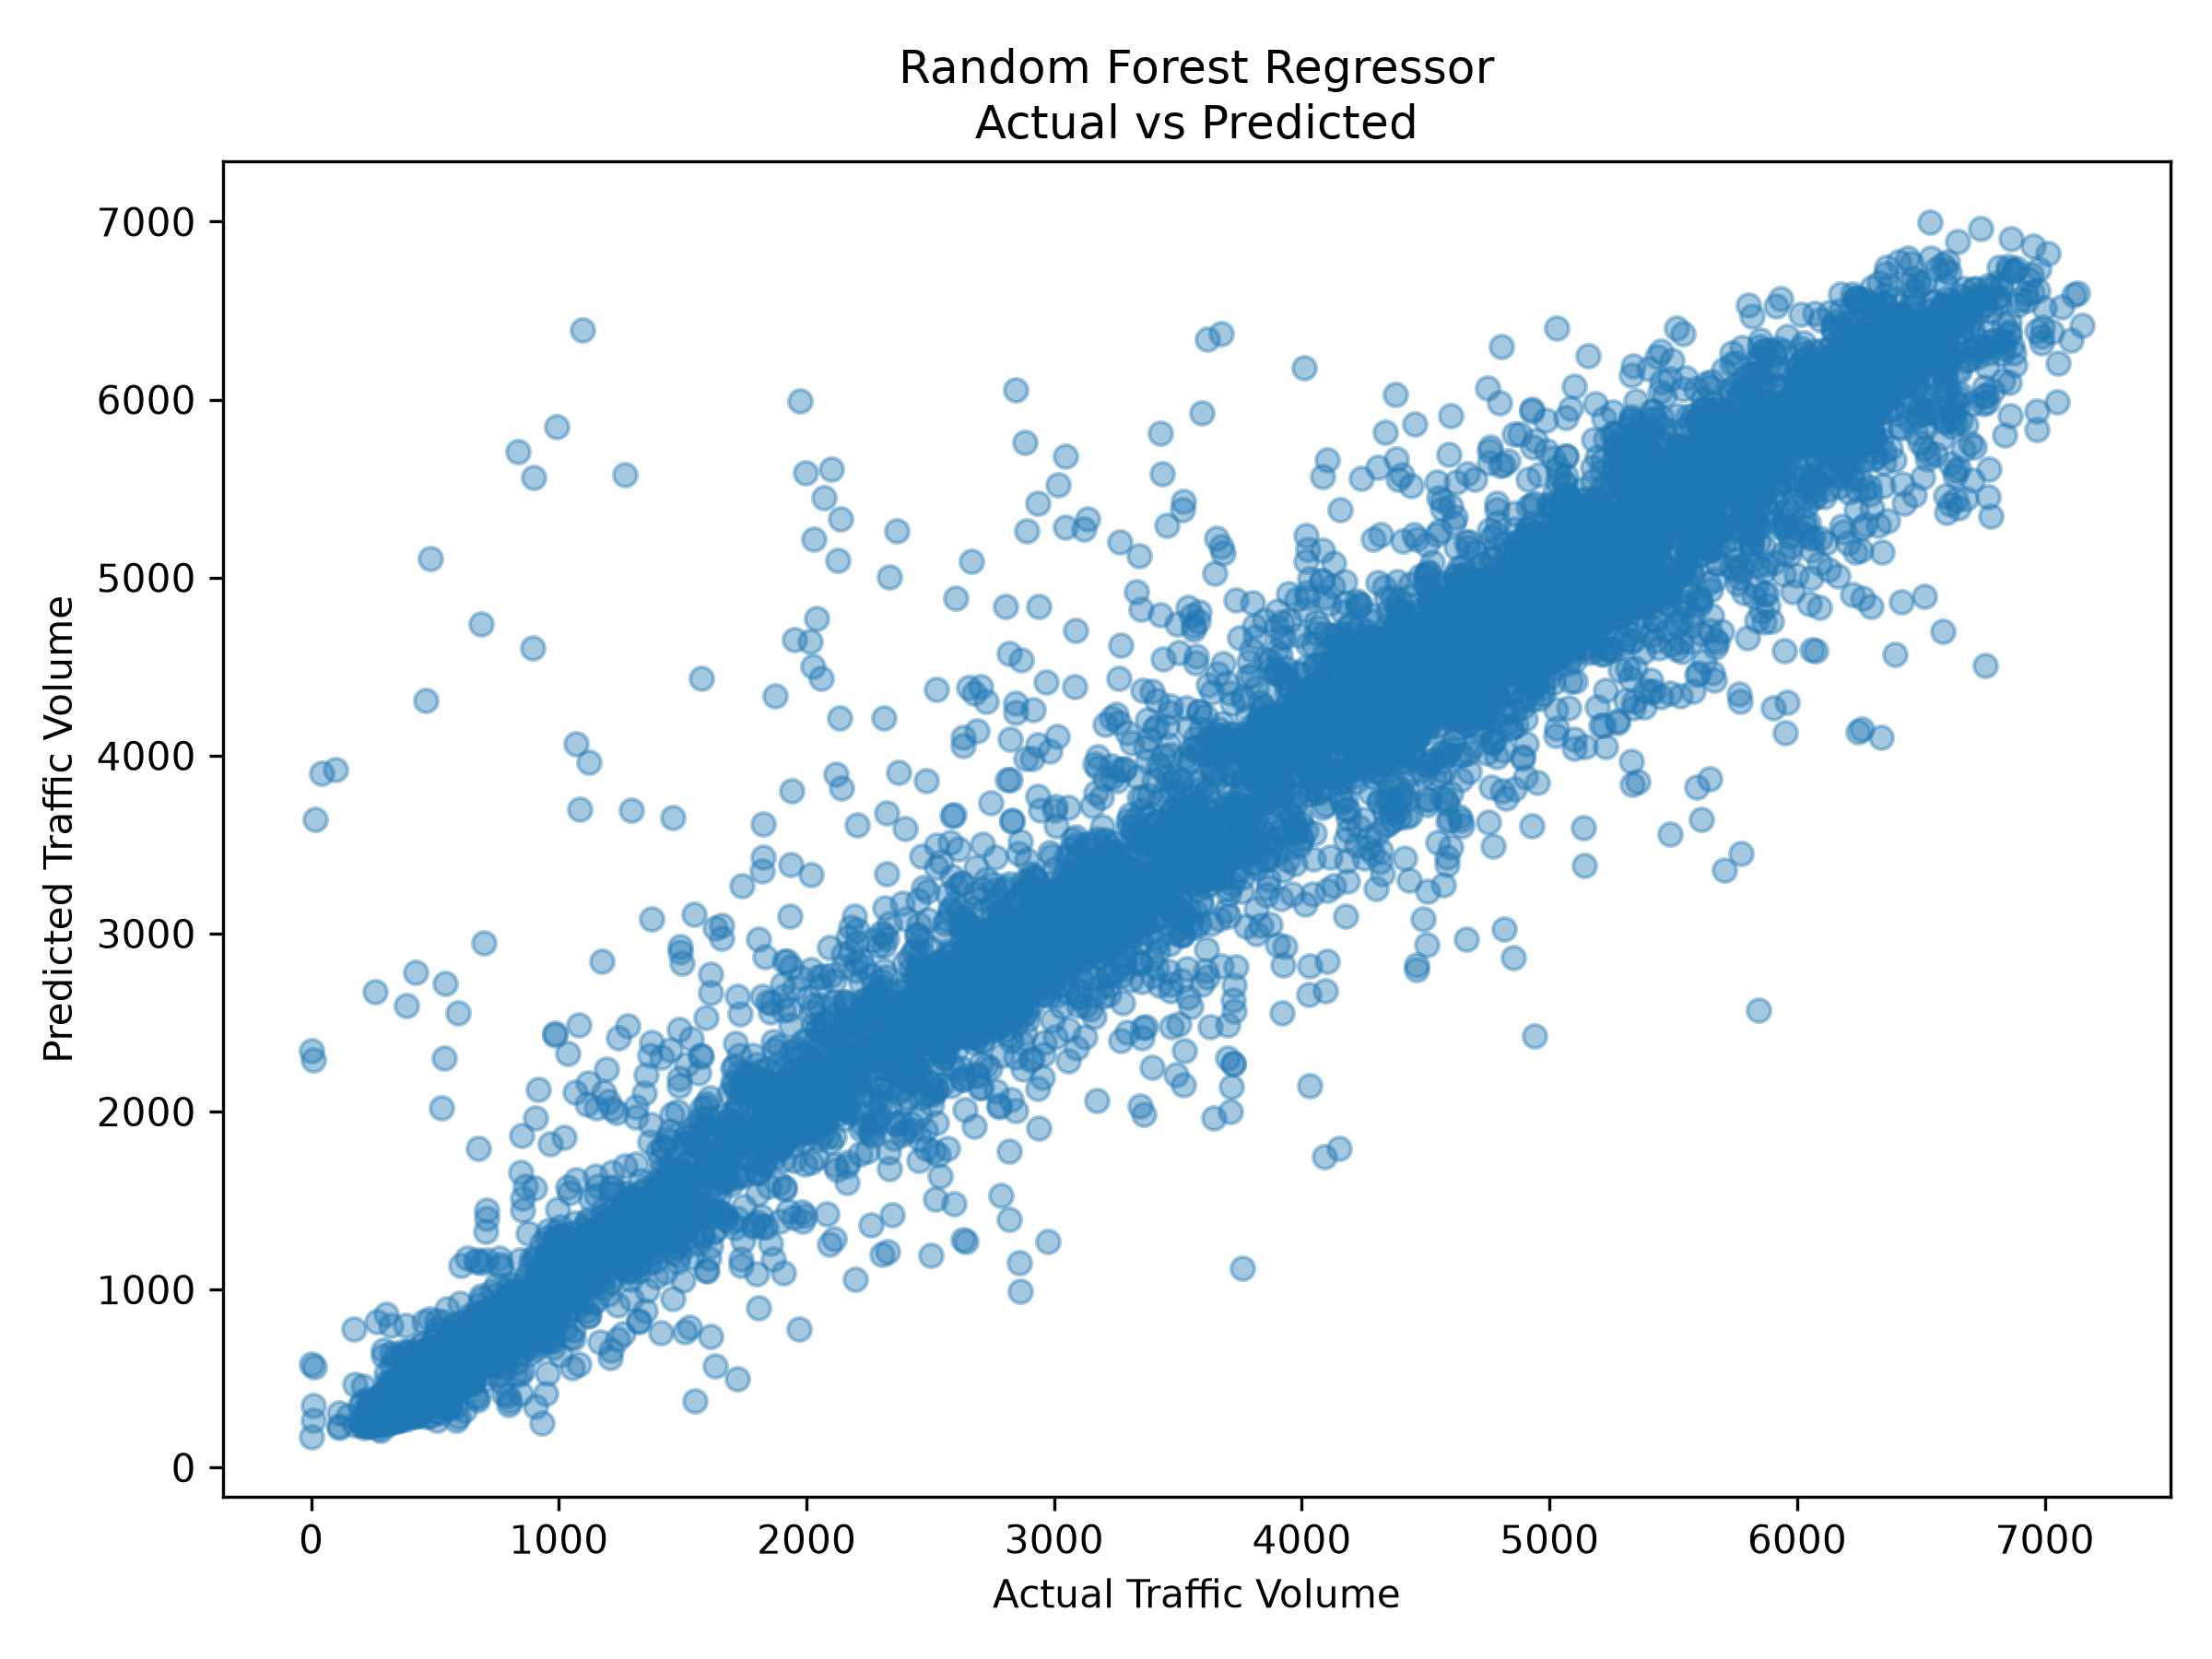 Random Forest Regressor
Actual vs Predicted
7000
6000
5000
4000
3000
2000
1000
0
Predicted Traffic Volume
0 1000 2000 3000 4000 5000 6000 7000
Actual Traffic Volume